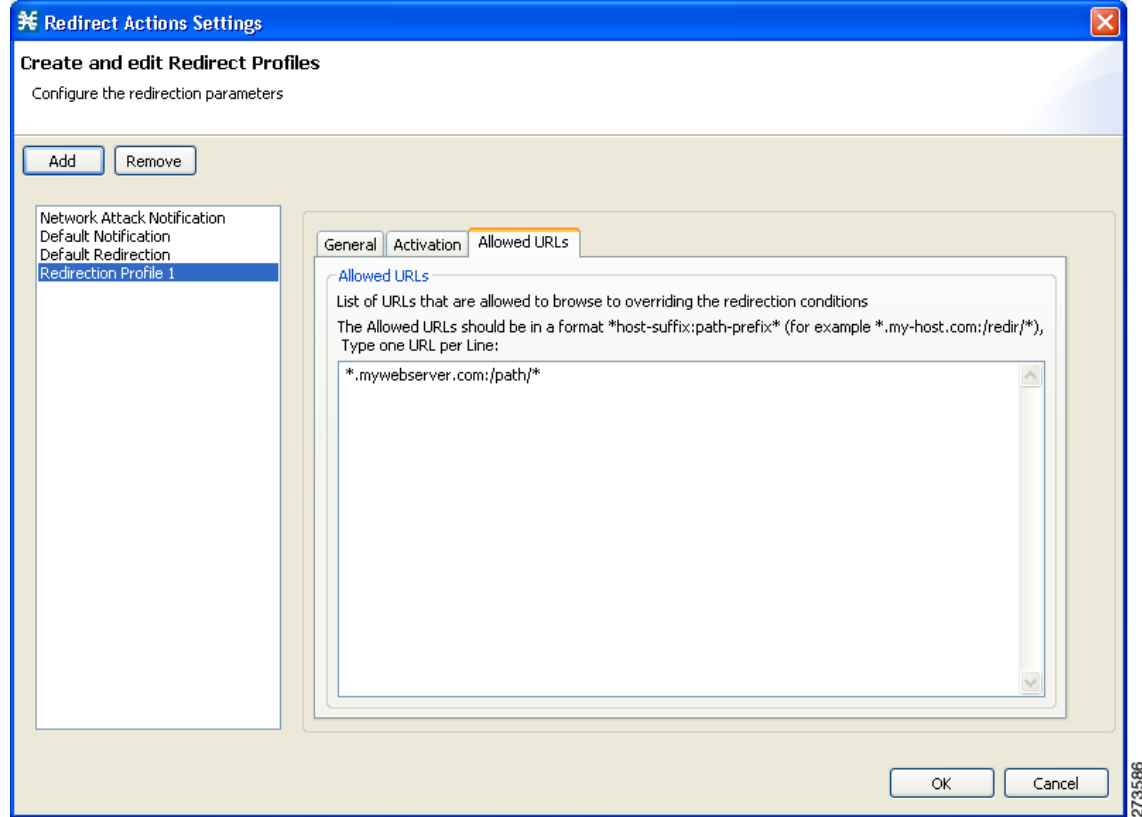 Redirect Actions Settings
Create and edit Redirect Profiles
Configure the redirection parameters
Add
Remove
Network Attack Notification
Default Notification
Default Redirection
Redirection Profile 1
General
Activation
Allowed URLs
Allowed URLs
List of URLs that are allowed to browse to overriding the redirection conditions
The Allowed URLs should be in a format *host-suffix:path-prefix* (for example *.my-host.com:/redir/*),
Type one URL per Line:
*.mywebserver.com:/path/*
OK
Cancel
273586